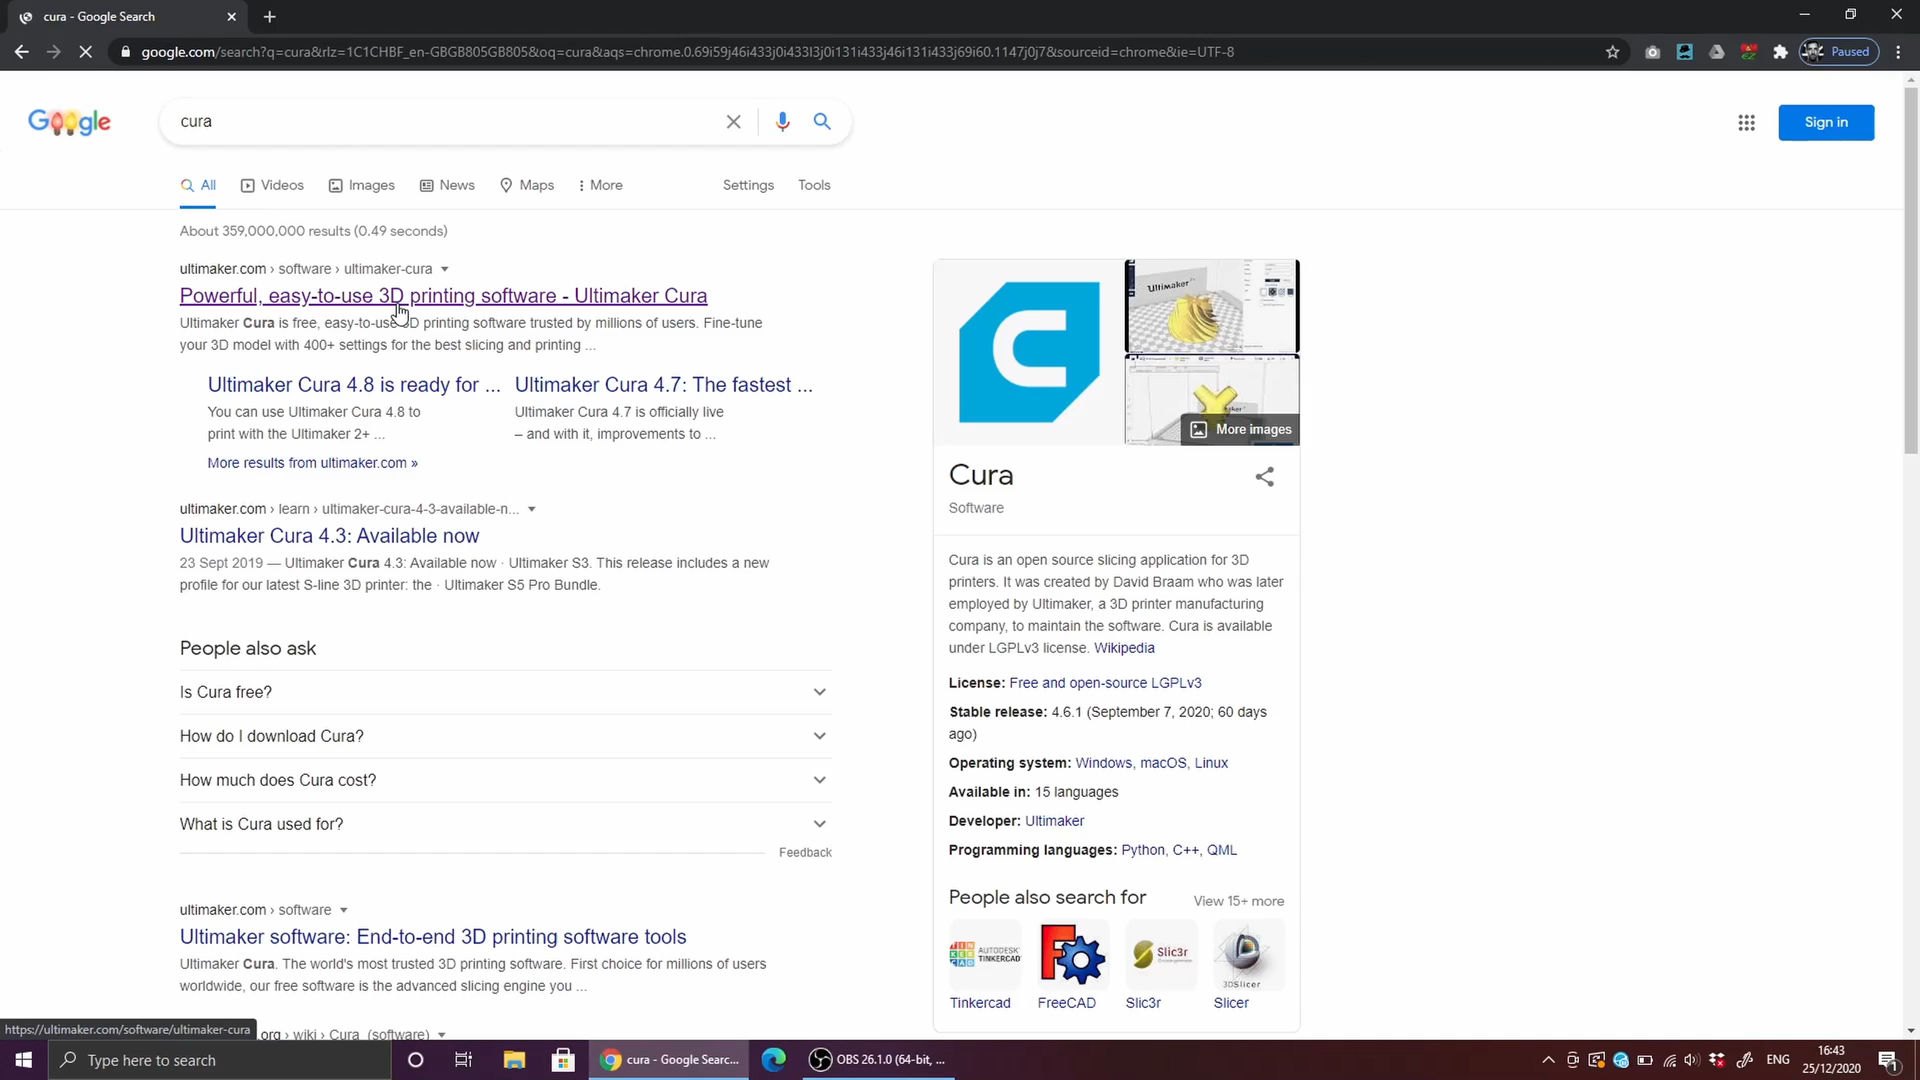 cura - Google Search
google.com/search?q=cura&rlz=1C1CHBF_en-GBGB805GB805&oq=cura&aqs=chrome.0.69i59j46i433j0i433l3j0i131i433j46i131i433j69i60.1147j0j7&sourceid=chrome&ie=UTF-8
Paused
Google
cura
Sign in
All
Videos
Images
News
Maps
More
Settings
Tools
About 359,000,000 results (0.49 seconds)
ultimaker.com › software › ultimaker-cura
Powerful, easy-to-use 3D printing software - Ultimaker Cura
Ultimaker Cura is free, easy-to-use 3D printing software trusted by millions of users. Fine-tune
your 3D model with 400+ settings for the best slicing and printing ...
Ultimaker Cura 4.8 is ready for ...
You can use Ultimaker Cura 4.8 to
print with the Ultimaker 2+ ...
Ultimaker Cura 4.7: The fastest ...
Ultimaker Cura 4.7 is officially live
– and with it, improvements to ...
More results from ultimaker.com »
ultimaker.com › learn › ultimaker-cura-4-3-available-n...
Ultimaker Cura 4.3: Available now
23 Sept 2019 — Ultimaker Cura 4.3: Available now · Ultimaker S3. This release includes a new
profile for our latest S-line 3D printer: the · Ultimaker S5 Pro Bundle.
People also ask
Is Cura free?
How do I download Cura?
How much does Cura cost?
What is Cura used for?
Feedback
ultimaker.com › software
Ultimaker software: End-to-end 3D printing software tools
Ultimaker Cura. The world's most trusted 3D printing software. First choice for millions of users
worldwide, our free software is the advanced slicing engine you ...
https://ultimaker.com/software/ultimaker-cura
.org › wiki › Cura_(software)
C
Ultimaker
More images
Cura
Software
Cura is an open source slicing application for 3D
printers. It was created by David Braam who was later
employed by Ultimaker, a 3D printer manufacturing
company, to maintain the software. Cura is available
under LGPLv3 license. Wikipedia
License: Free and open-source LGPLv3
Stable release: 4.6.1 (September 7, 2020; 60 days
ago)
Operating system: Windows, macOS, Linux
Available in: 15 languages
Developer: Ultimaker
Programming languages: Python, C++, QML
People also search for
View 15+ more
AUTODESK
TINKERCAD
Slic3r
3DSlicer
Tinkercad
FreeCAD
Slic3r
Slicer
Type here to search
cura - Google Searc...
OBS 26.1.0 (64-bit, ...
ENG
16:43
25/12/2020
1